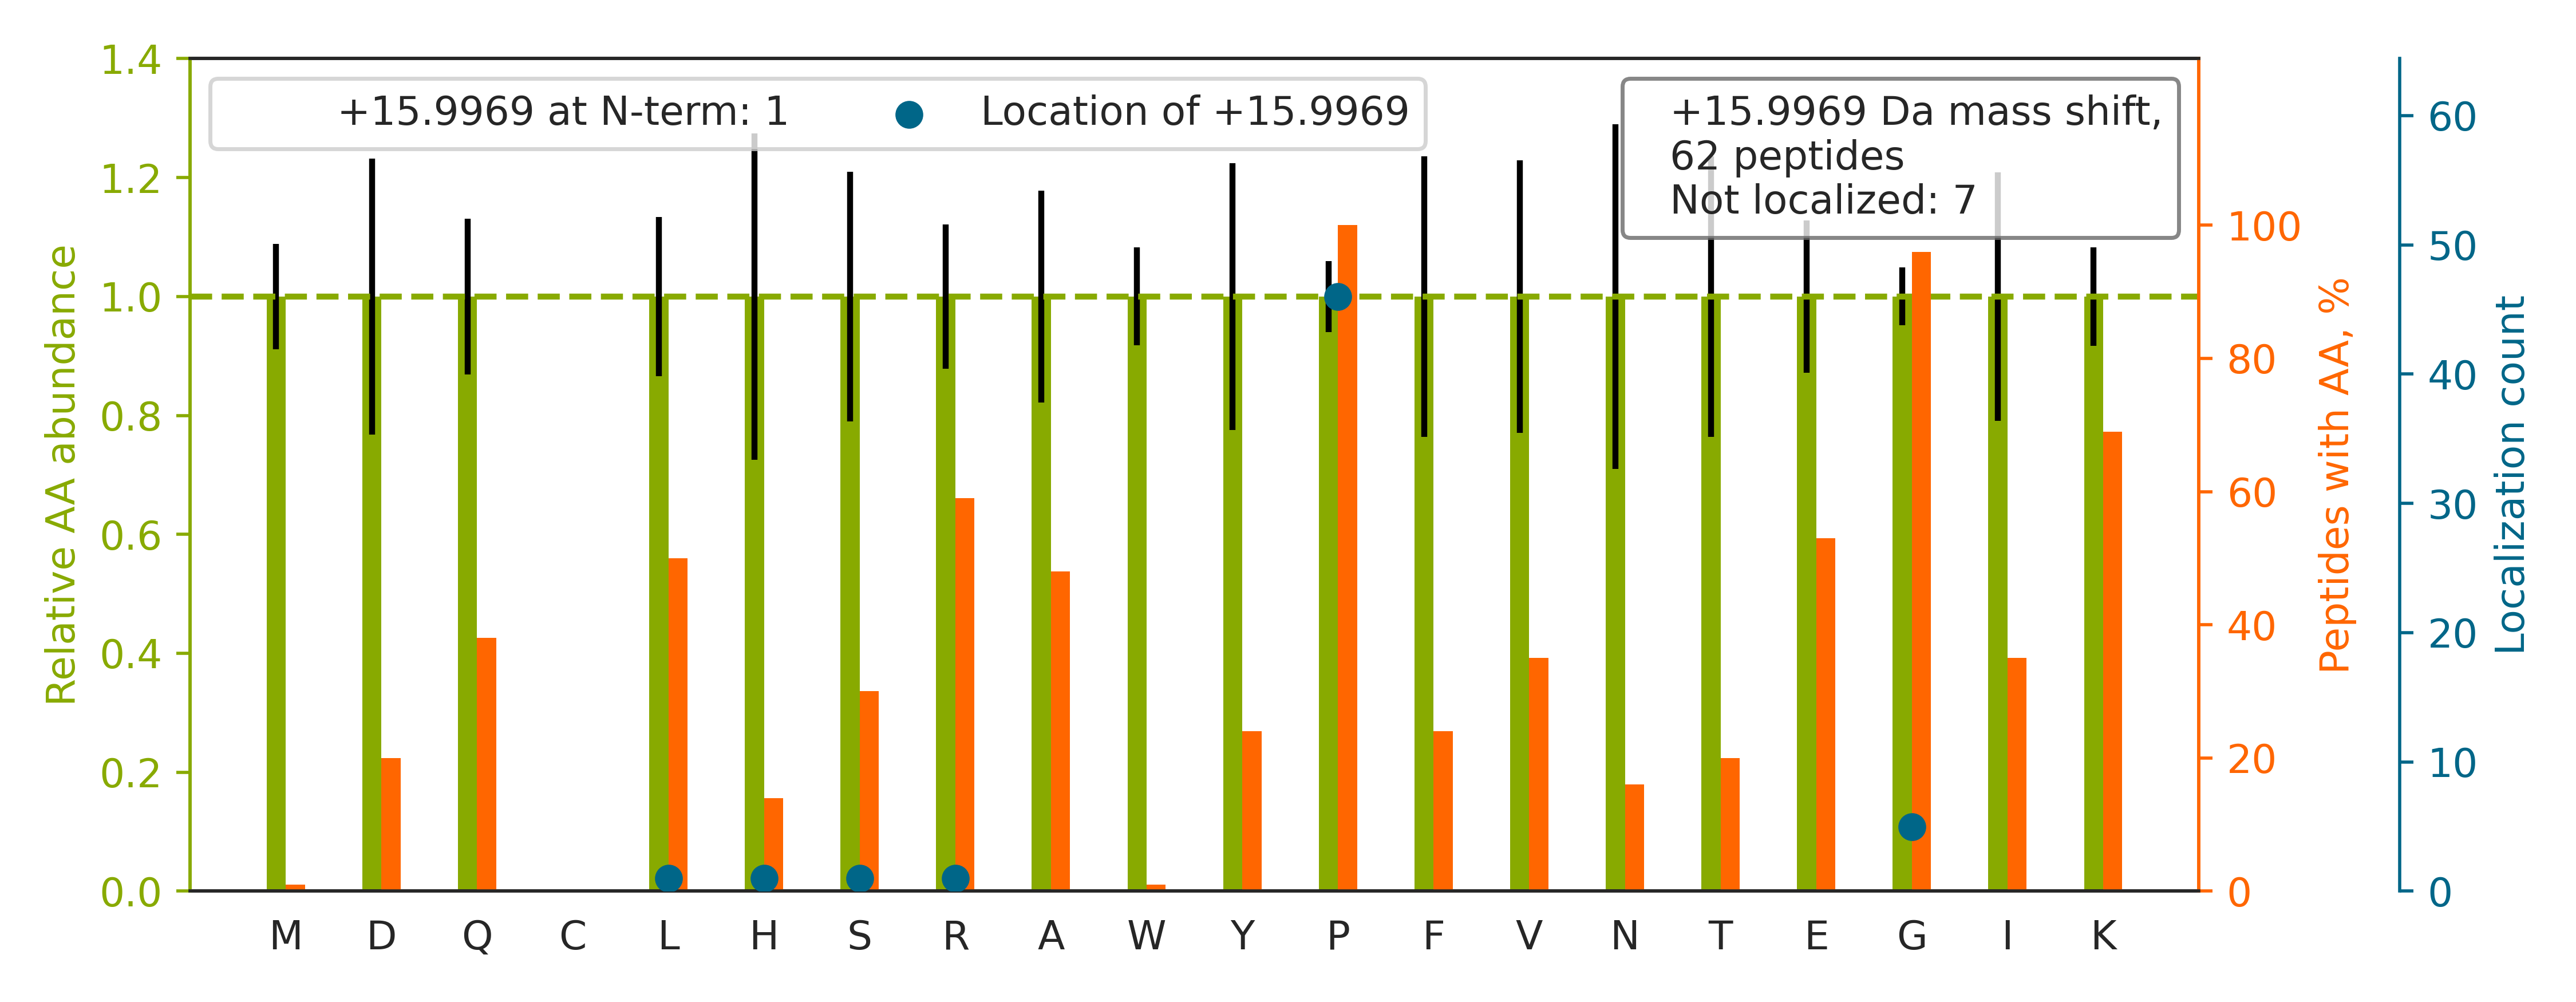 1.4
1.2
1.0
0.8
0.6
0.4
0.2
0.0
Relative AA abundance
+15.9969 at N-term: 1
Location of +15.9969
+15.9969 Da mass shift,
62 peptides
Not localized: 7
M D Q C L H S R A W Y P F V N T E G I K
100
80
60
40
20
0
Peptides with AA, %
60
50
40
30
20
10
0
Localization count